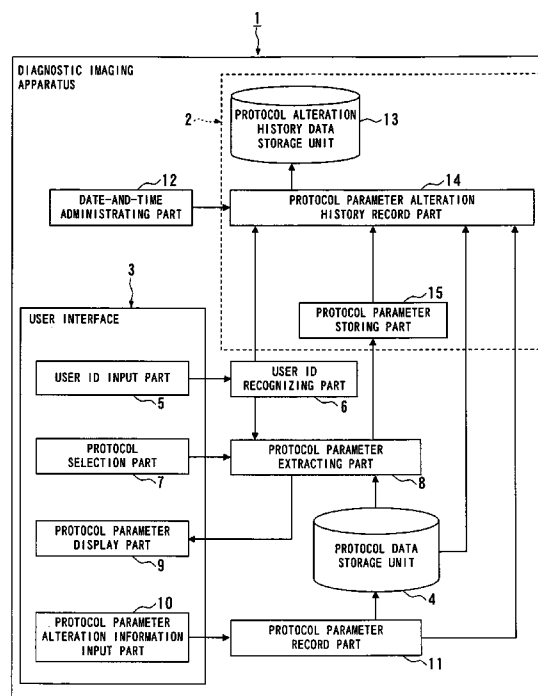 1
DIAGNOSTIC IMAGING
APPARATUS
2
PROTOCOL ALTERATION
HISTORY DATA
STORAGE UNIT
13
12
DATE-AND-TIME
ADMINISTRATING PART
14
PROTOCOL PARAMETER ALTERATION
HISTORY RECORD PART
3
USER INTERFACE
15
PROTOCOL PARAMETER
STORING PART
USER ID INPUT PART
5
USER ID
RECOGNIZING PART
6
PROTOCOL
SELECTION PART
7
PROTOCOL PARAMETER
EXTRACTING PART
8
PROTOCOL PARAMETER
DISPLAY PART
9
PROTOCOL DATA
STORAGE UNIT
4
10
PROTOCOL PARAMETER
ALTERATION INFORMATION
INPUT PART
PROTOCOL PARAMETER
RECORD PART
11